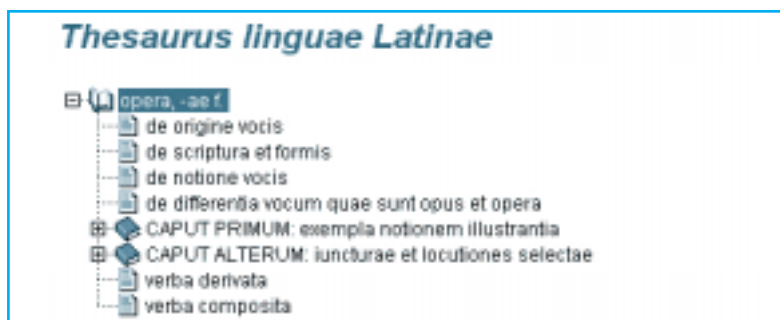 Thesaurus linguae Latinae
opera, -ae f.
de origine vocis
de scriptura et formis
de notione vocis
de differentia vocum quae sunt opus et opera
CAPUT PRIMUM: exempla notionem illustrantia
CAPUT ALTERUM: iuncturae et locutiones selectae
verba derivata
verba composita